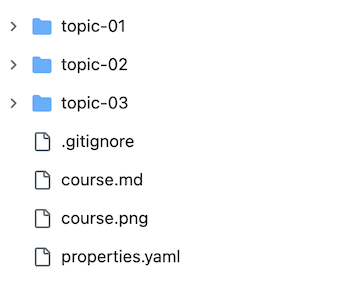 topic-01
topic-02
topic-03
.gitignore
course.md
course.png
properties.yaml